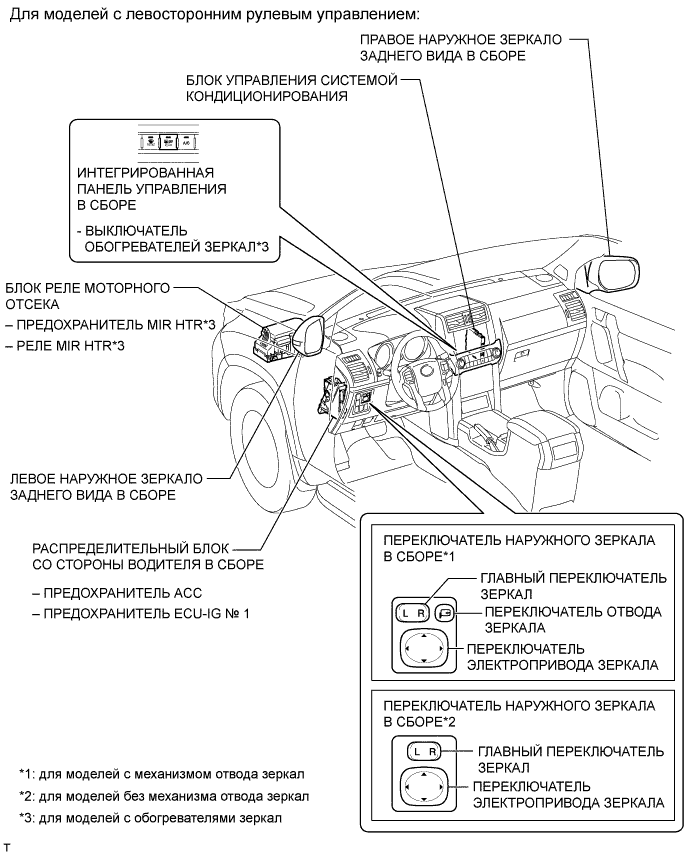 Для моделей с левосторонним рулевым управлением:
ПРАВОЕ НАРУЖНОЕ ЗЕРКАЛО
ЗАДНЕГО ВИДА В СБОРЕ
БЛОК УПРАВЛЕНИЯ СИСТЕМОЙ
КОНДИЦИОНИРОВАНИЯ
ИНТЕГРИРОВАННАЯ
ПАНЕЛЬ УПРАВЛЕНИЯ
В СБОРЕ
- ВЫКЛЮЧАТЕЛЬ
ОБОГРЕВАТЕЛЕЙ ЗЕРКАЛ*3
БЛОК РЕЛЕ МОТОРНОГО
ОТСЕКА
– ПРЕДОХРАНИТЕЛЬ MIR HTR*3
– РЕЛЕ MIR HTR*3
ЛЕВОЕ НАРУЖНОЕ ЗЕРКАЛО
ЗАДНЕГО ВИДА В СБОРЕ
РАСПРЕДЕЛИТЕЛЬНЫЙ БЛОК
СО СТОРОНЫ ВОДИТЕЛЯ В СБОРЕ
– ПРЕДОХРАНИТЕЛЬ ACC
– ПРЕДОХРАНИТЕЛЬ ECU-IG № 1
ПЕРЕКЛЮЧАТЕЛЬ НАРУЖНОГО ЗЕРКАЛА
В СБОРЕ*1
L R
ГЛАВНЫЙ ПЕРЕКЛЮЧАТЕЛЬ
ЗЕРКАЛ
ПЕРЕКЛЮЧАТЕЛЬ ОТВОДА
ЗЕРКАЛА
ПЕРЕКЛЮЧАТЕЛЬ
ЭЛЕКТРОПРИВОДА ЗЕРКАЛА
ПЕРЕКЛЮЧАТЕЛЬ НАРУЖНОГО ЗЕРКАЛА
В СБОРЕ*2
L R
ГЛАВНЫЙ ПЕРЕКЛЮЧАТЕЛЬ
ЗЕРКАЛ
ПЕРЕКЛЮЧАТЕЛЬ
ЭЛЕКТРОПРИВОДА ЗЕРКАЛА
*1: для моделей с механизмом отвода зеркал
*2: для моделей без механизма отвода зеркал
*3: для моделей с обогревателями зеркал
T